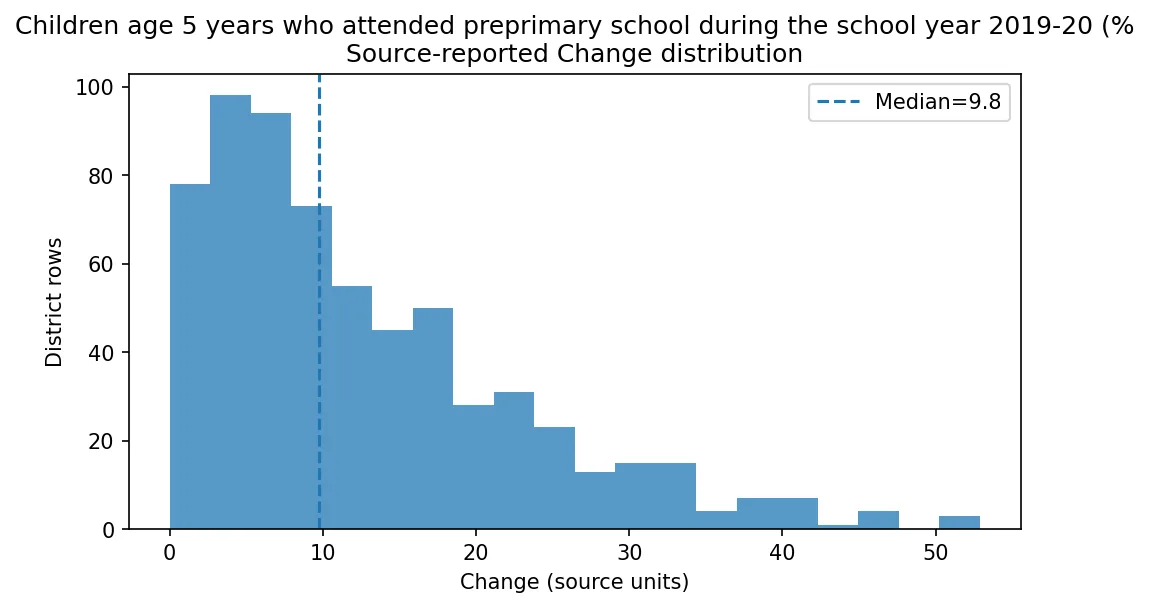 Children age 5 years who attended preprimary school during the school year 2019-20 (%
Source-reported Change distribution
Median=9.8
100
80
60
40
20
0
District rows
0 10 20 30 40 50
Change (source units)